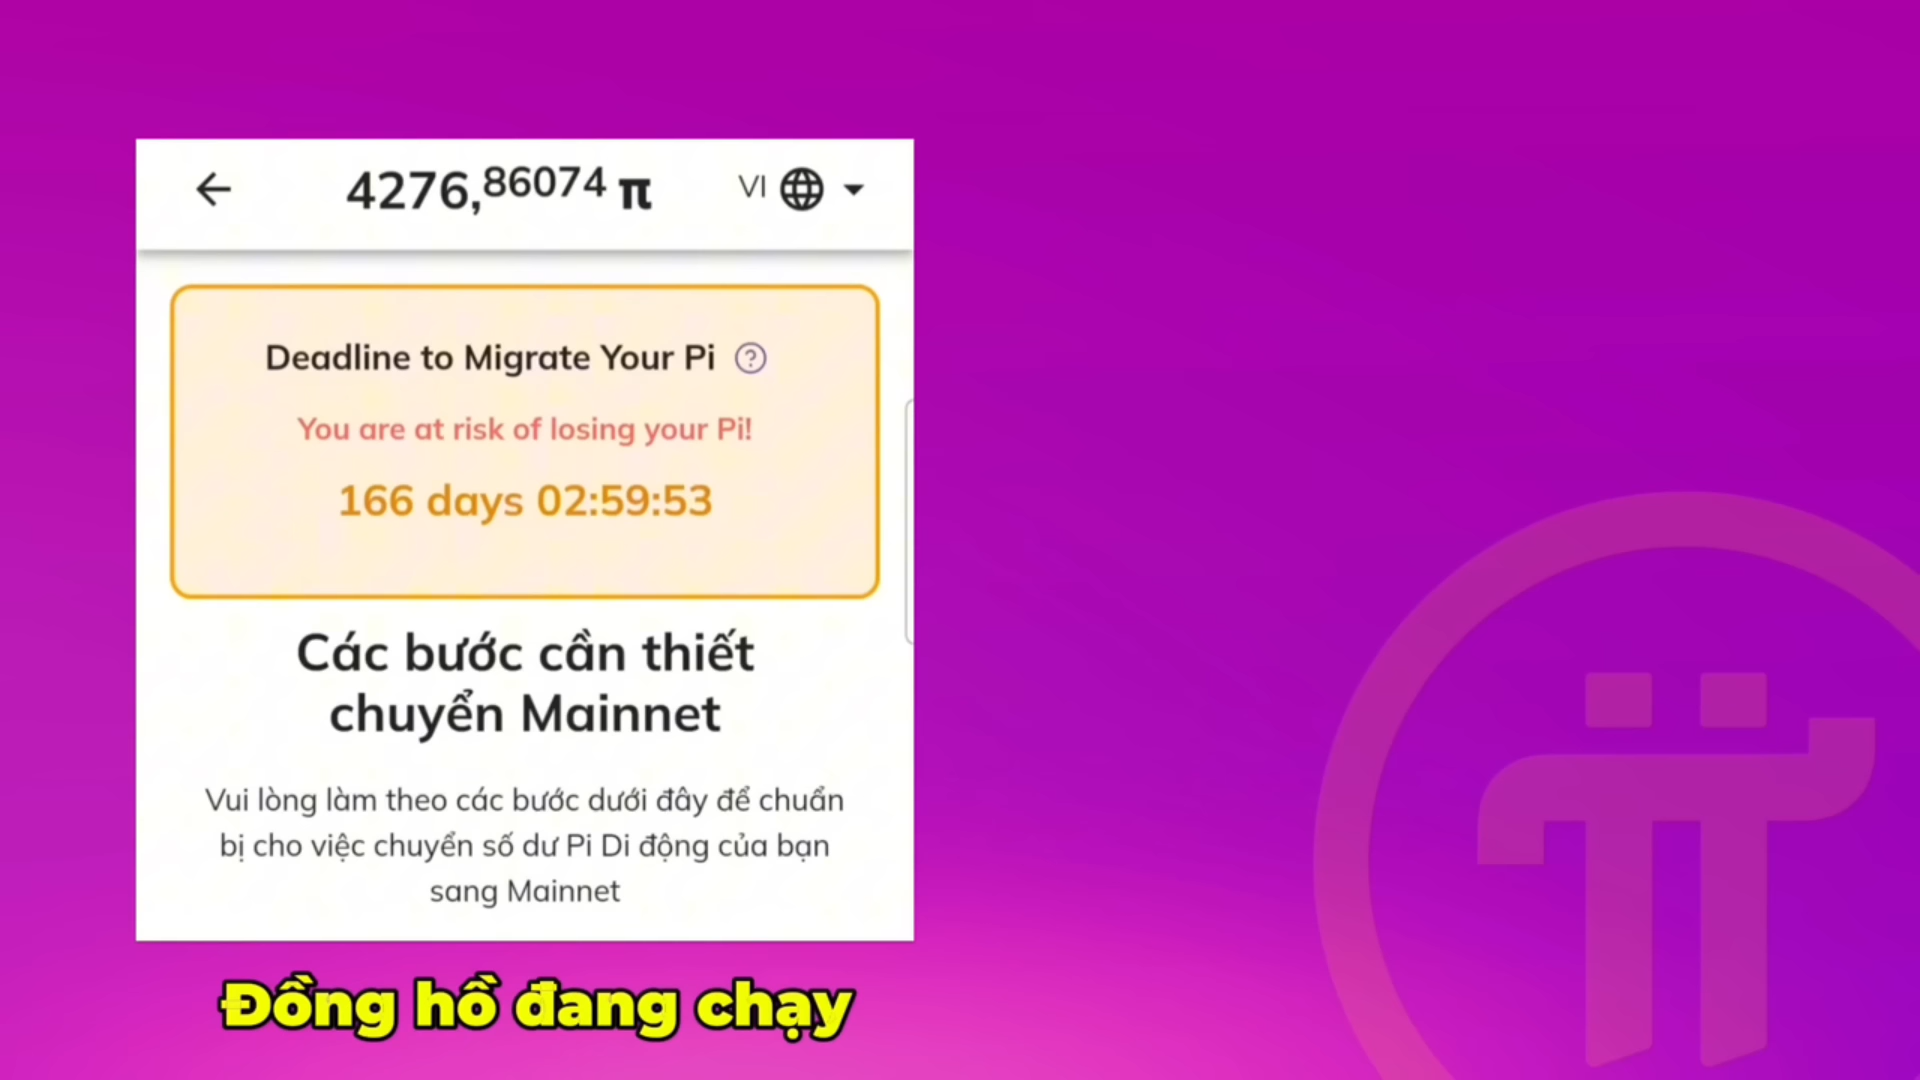 4276,86074 π
VI
Deadline to Migrate Your Pi ?
You are at risk of losing your Pi!
166 days 02:59:53
Các bước cần thiết
chuyển Mainnet
Vui lòng làm theo các bước dưới đây để chuẩn
bị cho việc chuyển số dư Pi Di động của bạn
sang Mainnet
Đồng hồ đang chạy